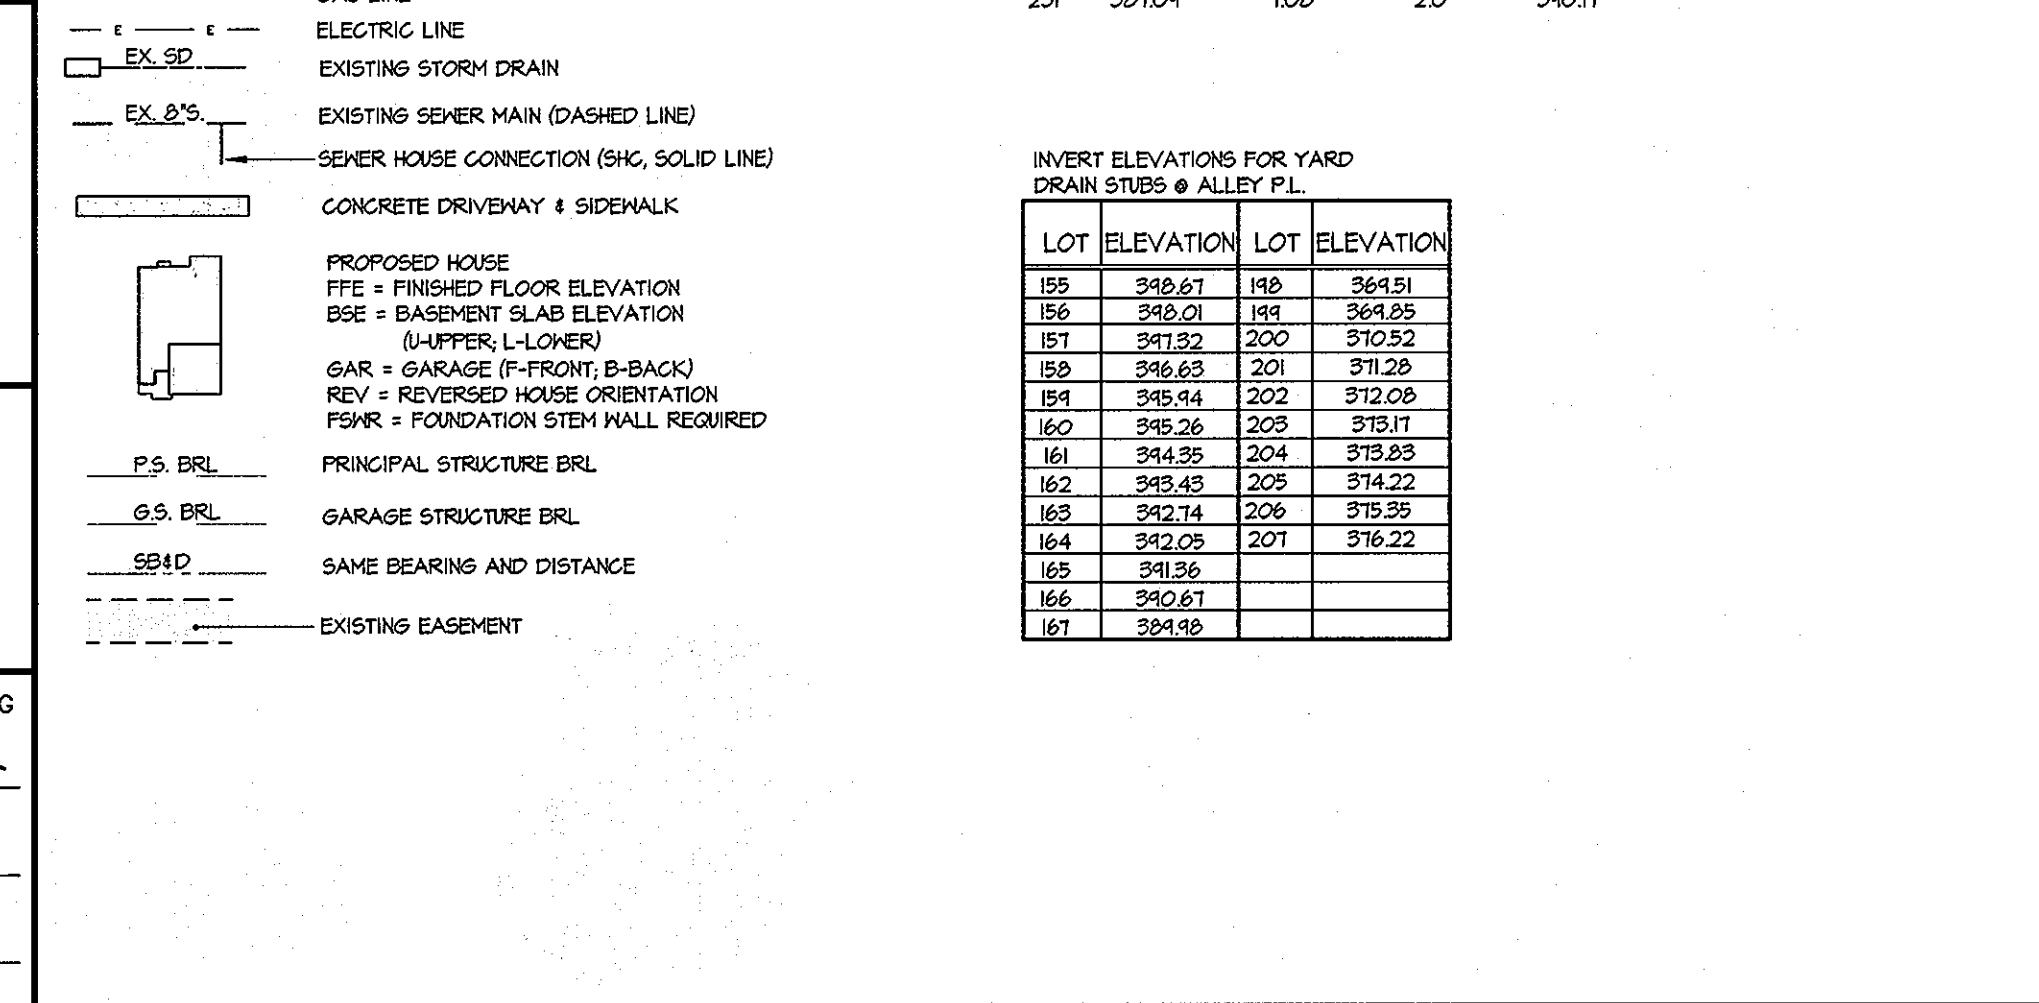 E E ELECTRIC LINE
EX. SD EXISTING STORM DRAIN
EX. 8"S. EXISTING SEWER MAIN (DASHED LINE)
SEWER HOUSE CONNECTION (SHC, SOLID LINE)
CONCRETE DRIVEWAY & SIDEWALK
PROPOSED HOUSE
FFE = FINISHED FLOOR ELEVATION
BSE = BASEMENT SLAB ELEVATION
(U-UPPER; L-LOWER)
GAR = GARAGE (F-FRONT; B-BACK)
REV = REVERSED HOUSE ORIENTATION
FSWR = FOUNDATION STEM WALL REQUIRED
P.S. BRL PRINCIPAL STRUCTURE BRL
G.S. BRL GARAGE STRUCTURE BRL
SB&D SAME BEARING AND DISTANCE
EXISTING EASEMENT
G
INVERT ELEVATIONS FOR YARD
DRAIN STUBS @ ALLEY P.L.
LOT ELEVATION LOT ELEVATION
155 398.67 198 369.51
156 398.01 199 369.85
157 397.32 200 370.52
158 396.63 201 371.28
159 395.94 202 372.08
160 395.26 203 373.17
161 394.35 204 373.83
162 393.43 205 374.22
163 392.74 206 375.35
164 392.05 207 376.22
165 391.36
166 390.67
167 389.98